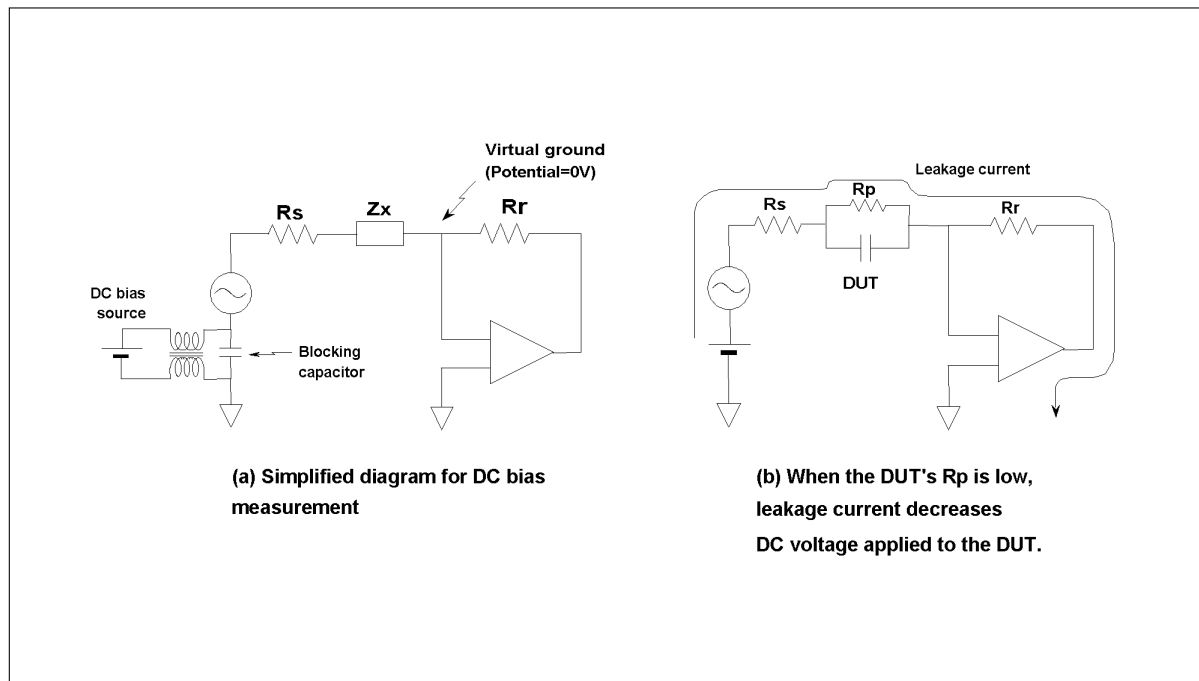 Virtual ground
(Potential=0V)
Rs
Zx
Rr
DC bias
source
Blocking
capacitor
(a) Simplified diagram for DC bias
measurement
Leakage current
Rp
Rs
Rr
DUT
(b) When the DUT's Rp is low,
leakage current decreases
DC voltage applied to the DUT.